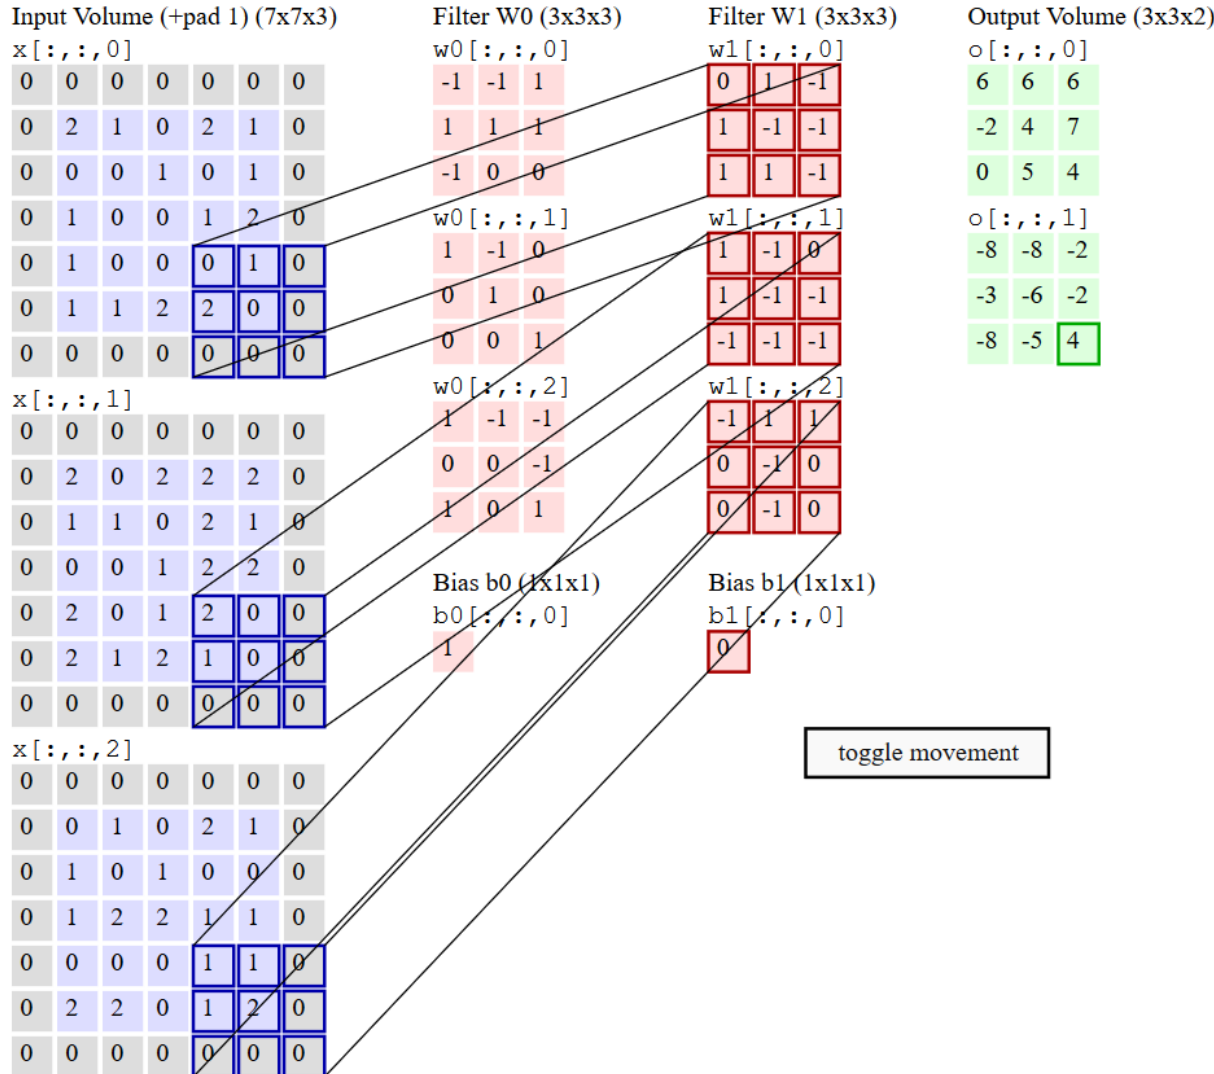 Input Volume (+pad 1) (7x7x3) Filter W0 (3x3x3) Filter W1 (3x3x3) Output Volume (3x3x2)
x[:,:,0] w0[:,:,0] w1[:,:,0] o[:,:,0]
0 0 0 0 0 0 0 -1 -1 1 0 1 -1 6 6 6
0 2 1 0 2 1 0 1 1 1 1 -1 -1 -2 4 7
0 0 0 1 0 1 0 -1 0 0 1 1 -1 0 5 4
0 1 0 0 1 2 0 w0[:,:,1] w1[:,:,1] o[:,:,1]
0 1 0 0 0 1 0 1 -1 0 1 -1 0 -8 -8 -2
0 1 1 2 2 0 0 0 1 0 1 -1 -1 -3 -6 -2
0 0 0 0 0 0 0 0 0 1 -1 -1 -1 -8 -5 4
x[:,:,1] w0[:,:,2] w1[:,:,2]
0 0 0 0 0 0 0 1 -1 -1 -1 1 1
0 2 0 2 2 2 0 0 0 -1 0 -1 0
0 1 1 0 2 1 0 1 0 1 0 -1 0
0 0 0 1 2 2 0 Bias b0 (1x1x1) Bias b1 (1x1x1)
0 2 0 1 2 0 0 b0[:,:,0] b1[:,:,0]
0 2 1 2 1 0 0 1 0
0 0 0 0 0 0 0
x[:,:,2] toggle movement
0 0 0 0 0 0 0
0 0 1 0 2 1 0
0 1 0 1 0 0 0
0 1 2 2 1 1 0
0 0 0 0 1 1 0
0 2 2 0 1 2 0
0 0 0 0 0 0 0